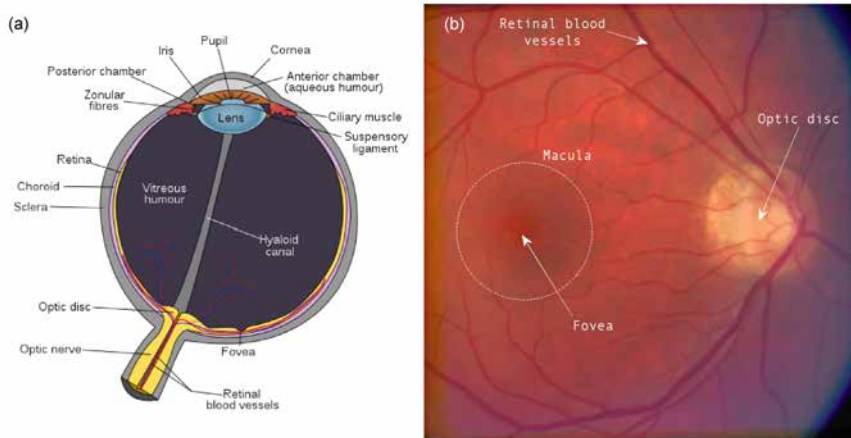 (a)
Pupil
Iris
Cornea
Posterior chamber
Anterior chamber
(aqueous humour)
Zonular
fibres
Ciliary muscle
Lens
Suspensory
ligament
Retina
Choroid
Vitreous
humour
Sclera
Hyaloid
canal
Optic disc
Optic nerve
Fovea
Retinal
blood vessels
(b)
Retinal blood
vessels
Optic disc
Macula
Fovea